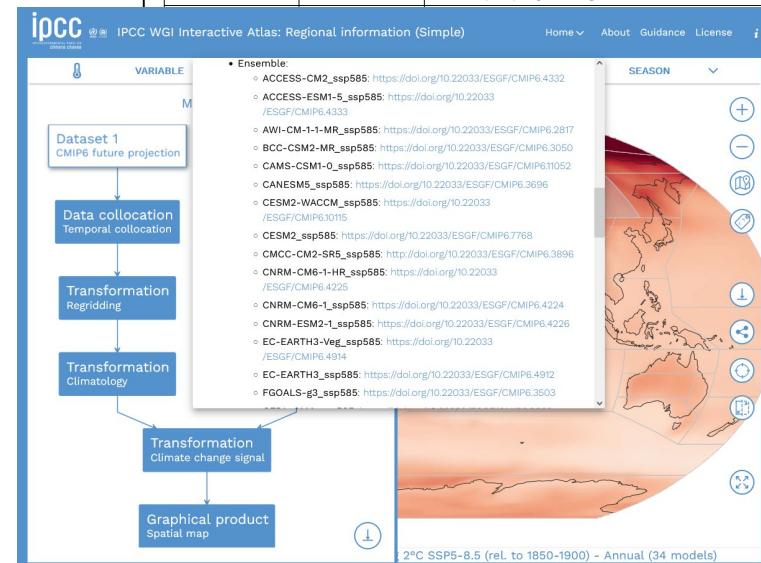 ipcc
IPCC WGI Interactive Atlas: Regional information (Simple)
Home
About
Guidance
License
i
VARIABLE
SEASON
M
Ensemble:
ACCESS-CM2_ssp585: https://doi.org/10.22033/ESGF/CMIP6.4332
ACCESS-ESM1-5_ssp585: https://doi.org/10.22033
/ESGF/CMIP6.4333
AWI-CM-1-1-MR_ssp585: https://doi.org/10.22033/ESGF/CMIP6.2817
BCC-CSM2-MR_ssp585: https://doi.org/10.22033/ESGF/CMIP6.3050
CAMS-CSM1-0_ssp585: https://doi.org/10.22033/ESGF/CMIP6.11052
CANESM5_ssp585: https://doi.org/10.22033/ESGF/CMIP6.3696
CESM2-WACCM_ssp585: https://doi.org/10.22033
/ESGF/CMIP6.10115
CESM2_ssp585: https://doi.org/10.22033/ESGF/CMIP6.7768
CMCC-CM2-SR5_ssp585: http://doi.org/10.22033/ESGF/CMIP6.3896
CNRM-CM6-1-HR_ssp585: https://doi.org/10.22033
/ESGF/CMIP6.4225
CNRM-CM6-1_ssp585: https://doi.org/10.22033/ESGF/CMIP6.4224
CNRM-ESM2-1_ssp585: https://doi.org/10.22033/ESGF/CMIP6.4226
EC-EARTH3-Veg_ssp585: https://doi.org/10.22033
/ESGF/CMIP6.4914
EC-EARTH3_ssp585: https://doi.org/10.22033/ESGF/CMIP6.4912
FGOALS-g3_ssp585: https://doi.org/10.22033/ESGF/CMIP6.3503
Dataset 1
CMIP6 future projection
Data collocation
Temporal collocation
Transformation
Regridding
Transformation
Climatology
Transformation
Climate change signal
Graphical product
Spatial map
2°C SSP5-8.5 (rel. to 1850-1900) - Annual (34 models)